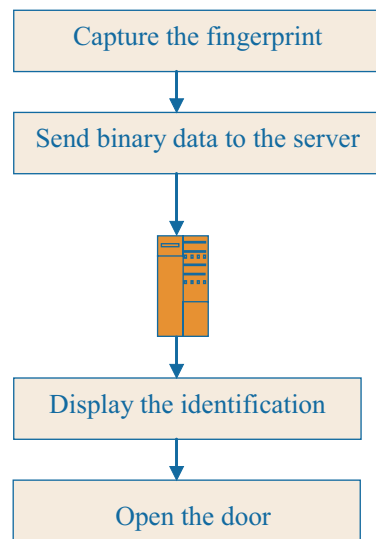 Capture the fingerprint
Send binary data to the server
Display the identification
Open the door